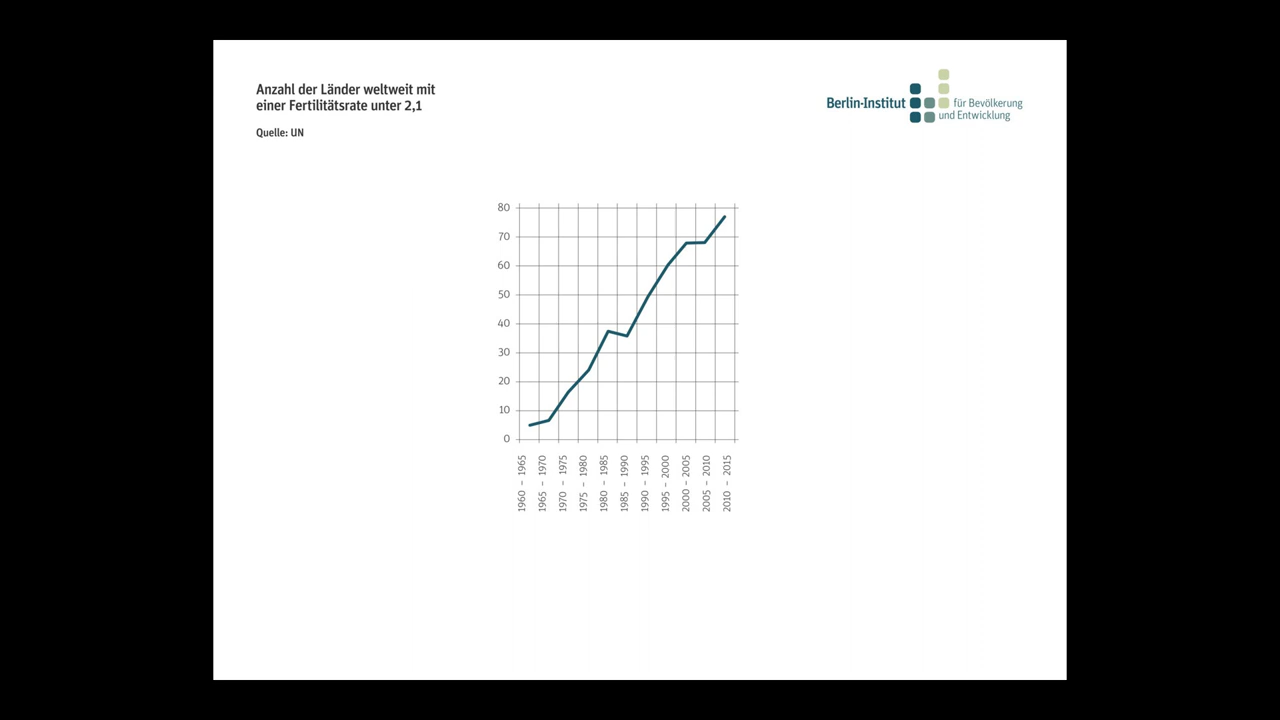 Anzahl der Länder weltweit mit
einer Fertilitätsrate unter 2,1
Quelle: UN
Berlin-Institut
für Bevölkerung
und Entwicklung
80
70
60
50
40
30
20
10
0
1960 – 1965
1965 – 1970
1970 – 1975
1975 – 1980
1980 – 1985
1985 – 1990
1990 – 1995
1995 – 2000
2000 – 2005
2005 – 2010
2010 – 2015